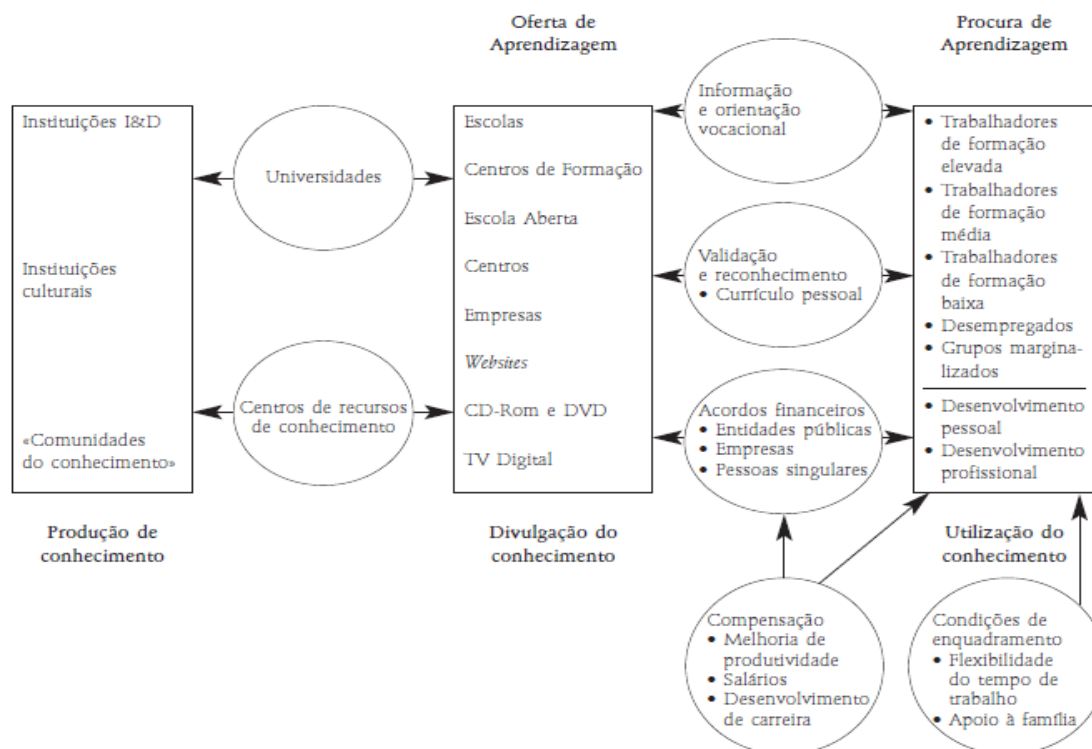 Oferta de
Aprendizagem
Procura de
Aprendizagem
Instituições I&D
Instituições
culturais
«Comunidades
do conhecimento»
Produção de
conhecimento
Universidades
Centros de recursos
de conhecimento
Escolas
Centros de Formação
Escola Aberta
Centros
Empresas
Websites
CD-Rom e DVD
TV Digital
Divulgação do
conhecimento
Informação
e orientação
vocacional
Validação
e reconhecimento
• Currículo pessoal
Acordos financeiros
• Entidades públicas
• Empresas
• Pessoas singulares
• Trabalhadores
de formação
elevada
• Trabalhadores
de formação
média
• Trabalhadores
de formação
baixa
• Desempregados
• Grupos margina-
lizados
• Desenvolvimento
pessoal
• Desenvolvimento
profissional
Utilização do
conhecimento
Compensação
• Melhoria de
produtividade
• Salários
• Desenvolvimento
de carreira
Condições de
enquadramento
• Flexibilidade
do tempo de
trabalho
• Apoio à família